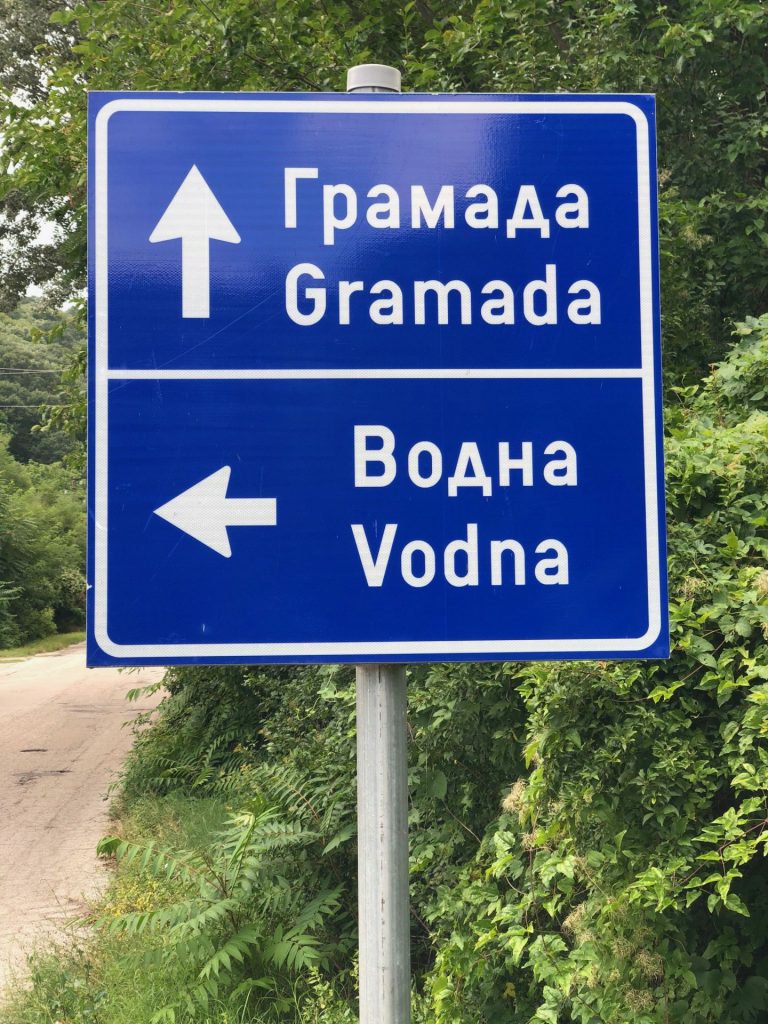 Грамада
Gramada
Водна
Vodna